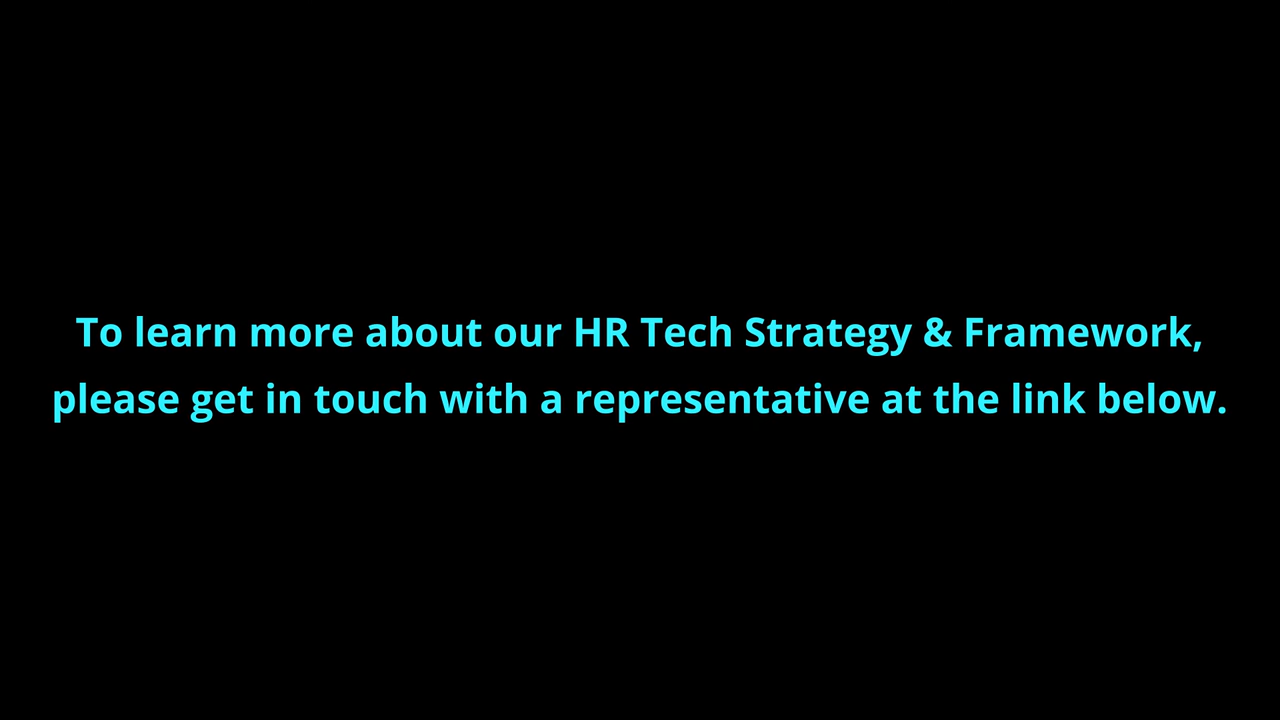 To learn more about our HR Tech Strategy & Framework,
please get in touch with a representative at the link below.